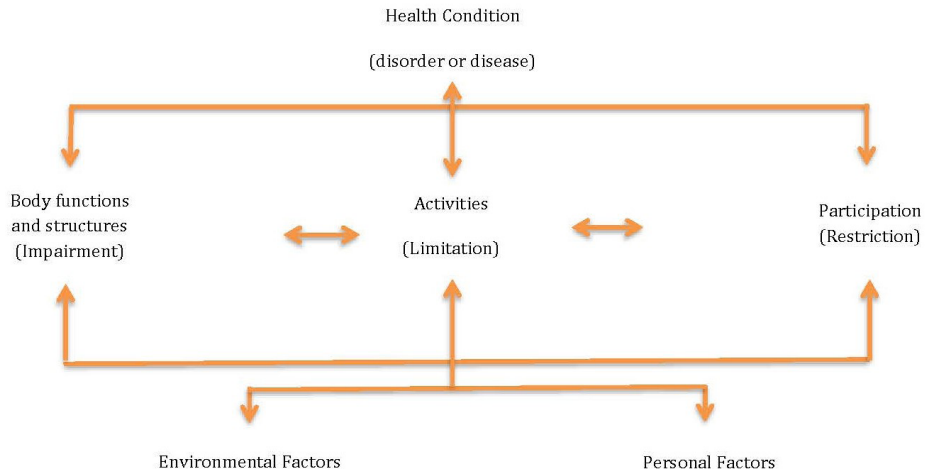 Health Condition
(disorder or disease)
Body functions
and structures
(Impairment)
Activities
(Limitation)
Participation
(Restriction)
Environmental Factors
Personal Factors